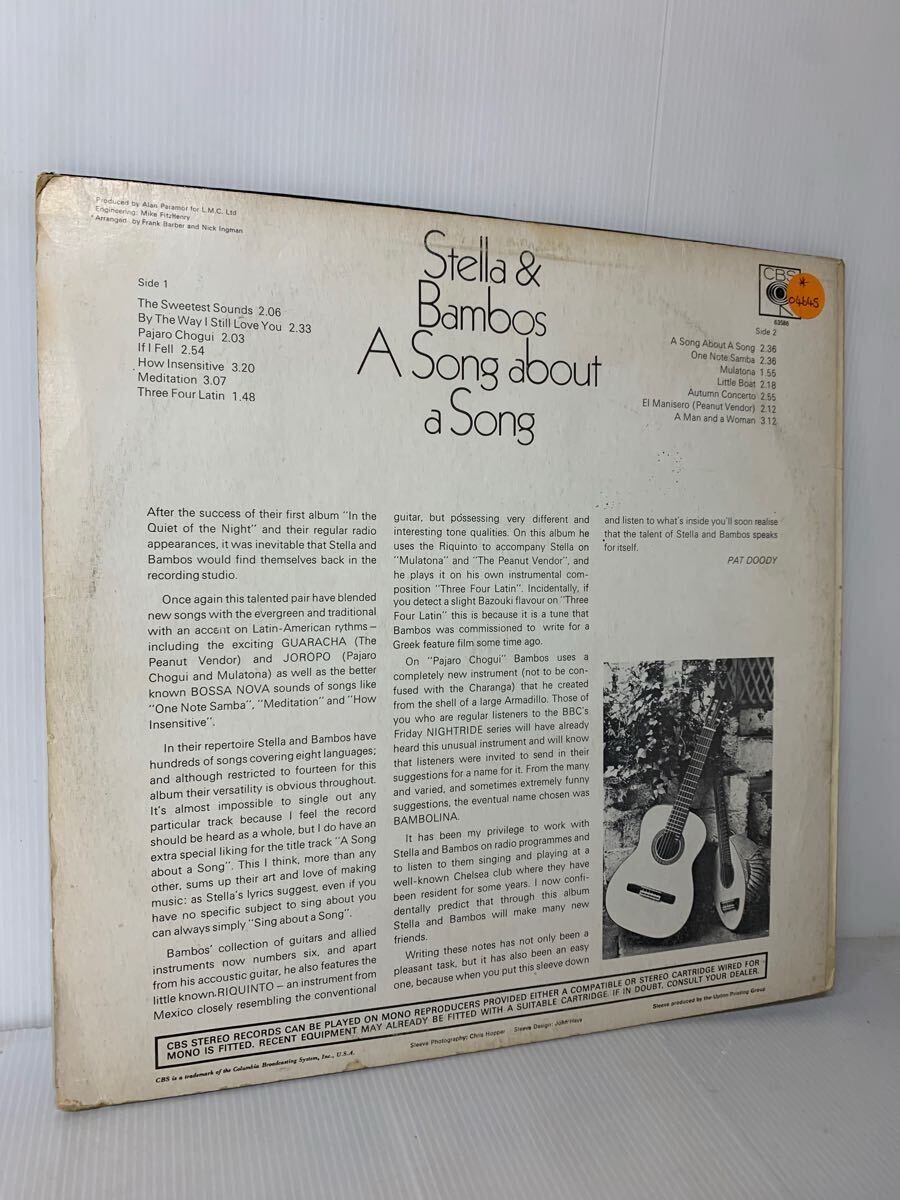 Produced by Alan Paramor for L.M.C. Ltd
Engineering: Mike FitzHenry
*Arranged by Frank Barber and Nick Ingman
Stella &
Bambos
A Song about
a Song
CBS
63586
*
04645
Side 1
The Sweetest Sounds 2.06
By The Way I Still Love You 2.33
Pajaro Chogui 2.03
If I Fell 2.54
How Insensitive 3.20
Meditation 3.07
Three Four Latin 1.48
Side 2
A Song About A Song 2.36
One Note Samba 2.36
Mulatona 1.55
Little Boat 2.18
Autumn Concerto 2.55
El Manisero (Peanut Vendor) 2.12
A Man and a Woman 3.12
After the success of their first album "In the
Quiet of the Night" and their regular radio
appearances, it was inevitable that Stella and
Bambos would find themselves back in the
recording studio.
Once again this talented pair have blended
new songs with the evergreen and traditional
with an accent on Latin-American rythms–
including the exciting GUARACHA (The
Peanut Vendor) and JOROPO (Pajaro
Chogui and Mulatona) as well as the better
known BOSSA NOVA sounds of songs like
"One Note Samba", "Meditation" and "How
Insensitive".
In their repertoire Stella and Bambos have
hundreds of songs covering eight languages;
and although restricted to fourteen for this
album their versatility is obvious throughout.
It's almost impossible to single out any
particular track because I feel the record
should be heard as a whole, but I do have an
extra special liking for the title track "A Song
about a Song". This I think, more than any
other, sums up their art and love of making
music: as Stella's lyrics suggest, even if you
have no specific subject to sing about you
can always simply "Sing about a Song".
Bambos' collection of guitars and allied
instruments now numbers six, and apart
from his accoustic guitar, he also features the
little known RIQUINTO – an instrument from
Mexico closely resembling the conventional
guitar, but possessing very different and
interesting tone qualities. On this album he
uses the Riquinto to accompany Stella on
"Mulatona" and "The Peanut Vendor", and
he plays it on his own instrumental com-
position "Three Four Latin". Incidentally, if
you detect a slight Bazouki flavour on "Three
Four Latin" this is because it is a tune that
Bambos was commissioned to write for a
Greek feature film some time ago.
On "Pajaro Chogui" Bambos uses a
completely new instrument (not to be con-
fused with the Charanga) that he created
from the shell of a large Armadillo. Those of
you who are regular listeners to the BBC's
Friday NIGHTRIDE series will have already
heard this unusual instrument and will know
that listeners were invited to send in their
suggestions for a name for it. From the many
and varied, and sometimes extremely funny
suggestions, the eventual name chosen was
BAMBOLINA.
It has been my privilege to work with
Stella and Bambos on radio programmes and
to listen to them singing and playing at a
well-known Chelsea club where they have
been resident for some years. I now confi-
dentally predict that through this album
Stella and Bambos will make many new
friends.
Writing these notes has not only been a
pleasant task, but it has also been an easy
one, because when you put this sleeve down
and listen to what's inside you'll soon realise
that the talent of Stella and Bambos speaks
for itself.
PAT DOODY
CBS STEREO RECORDS CAN BE PLAYED ON MONO REPRODUCERS PROVIDED EITHER A COMPATIBLE OR STEREO CARTRIDGE WIRED FOR
MONO IS FITTED. RECENT EQUIPMENT MAY ALREADY BE FITTED WITH A SUITABLE CARTRIDGE. IF IN DOUBT, CONSULT YOUR DEALER.
CBS is a trademark of the Columbia Broadcasting System, Inc., U.S.A.
Sleeve Photography: Chris Hopper Sleeve Design: John Hays
Sleeve produced by the Upton Printing Group